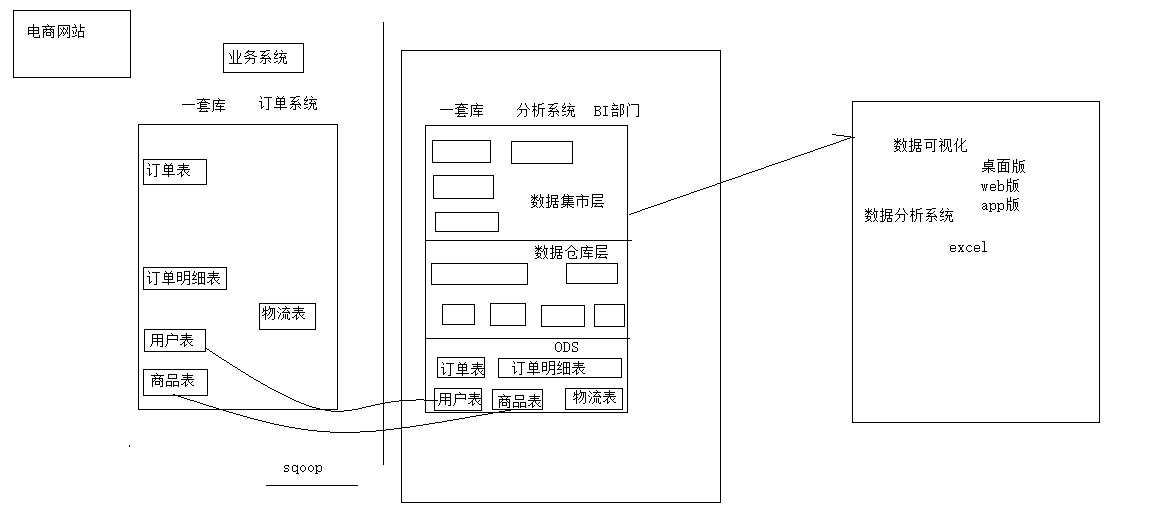 电商网站
业务系统
一套库
订单系统
订单表
订单明细表
物流表
用户表
商品表
sqoop
一套库
分析系统
BI部门
数据集市层
数据仓库层
ODS
订单表
订单明细表
用户表
商品表
物流表
数据可视化
桌面版
web版
app版
数据分析系统
excel